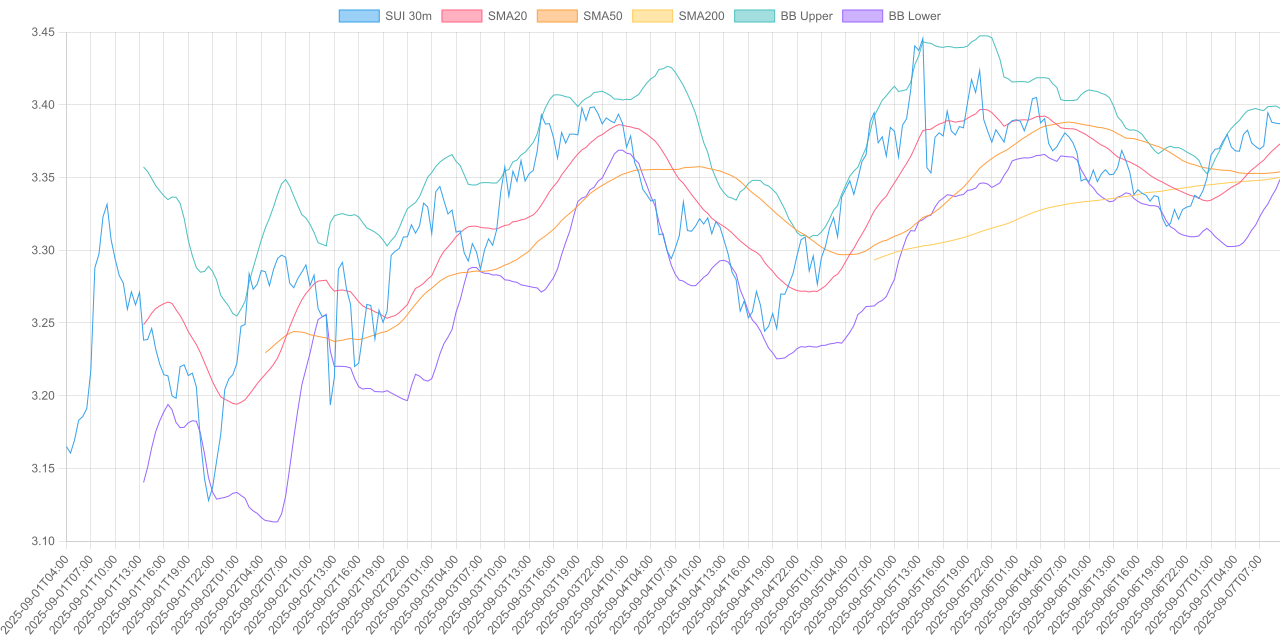 SUI 30m SMA20 SMA50 SMA200 BB Upper BB Lower
3.45
3.40
3.35
3.30
3.25
3.20
3.15
3.10
2025-09-01T04:00
2025-09-01T07:00
2025-09-01T10:00
2025-09-01T13:00
2025-09-01T16:00
2025-09-01T19:00
2025-09-01T22:00
2025-09-02T01:00
2025-09-02T04:00
2025-09-02T07:00
2025-09-02T10:00
2025-09-02T13:00
2025-09-02T16:00
2025-09-02T19:00
2025-09-02T22:00
2025-09-03T01:00
2025-09-03T04:00
2025-09-03T07:00
2025-09-03T10:00
2025-09-03T13:00
2025-09-03T16:00
2025-09-03T19:00
2025-09-03T22:00
2025-09-04T01:00
2025-09-04T04:00
2025-09-04T07:00
2025-09-04T10:00
2025-09-04T13:00
2025-09-04T16:00
2025-09-04T19:00
2025-09-04T22:00
2025-09-05T01:00
2025-09-05T04:00
2025-09-05T07:00
2025-09-05T10:00
2025-09-05T13:00
2025-09-05T16:00
2025-09-05T19:00
2025-09-05T22:00
2025-09-06T01:00
2025-09-06T04:00
2025-09-06T07:00
2025-09-06T10:00
2025-09-06T13:00
2025-09-06T16:00
2025-09-06T19:00
2025-09-06T22:00
2025-09-07T01:00
2025-09-07T04:00
2025-09-07T07:00